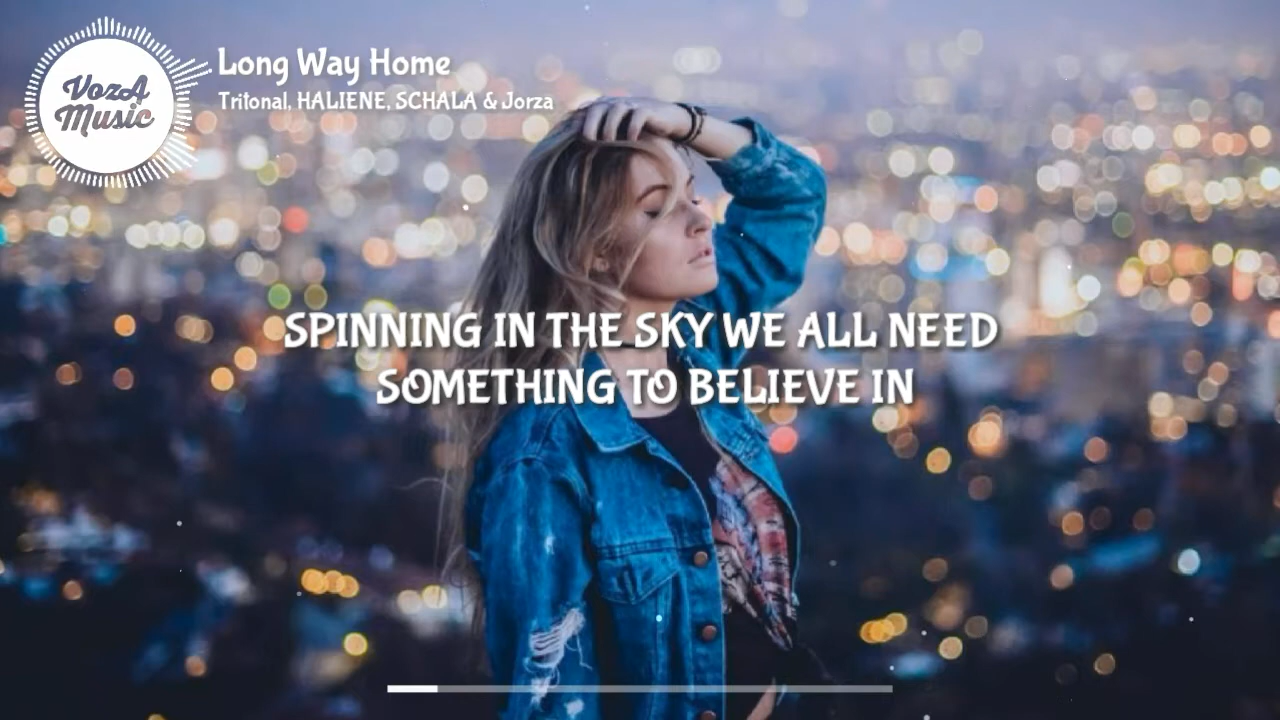 VozA
Music
Long Way Home
Tritonal, HALIENE, SCHALA & Jorza
SPINNING IN THE SKY WE ALL NEED
SOMETHING TO BELIEVE IN